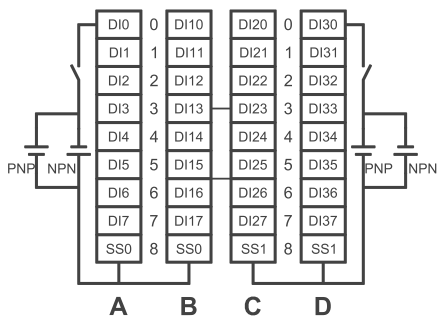 DI0 0 DI10 DI20 0 DI30
DI1 1 DI11 DI21 1 DI31
DI2 2 DI12 DI22 2 DI32
DI3 3 DI13 DI23 3 DI33
DI4 4 DI14 DI24 4 DI34
PNP NPN DI5 5 DI15 DI25 5 DI35 PNP NPN
DI6 6 DI16 DI26 6 DI36
DI7 7 DI17 DI27 7 DI37
SS0 8 SS0 SS1 8 SS1
A B C D